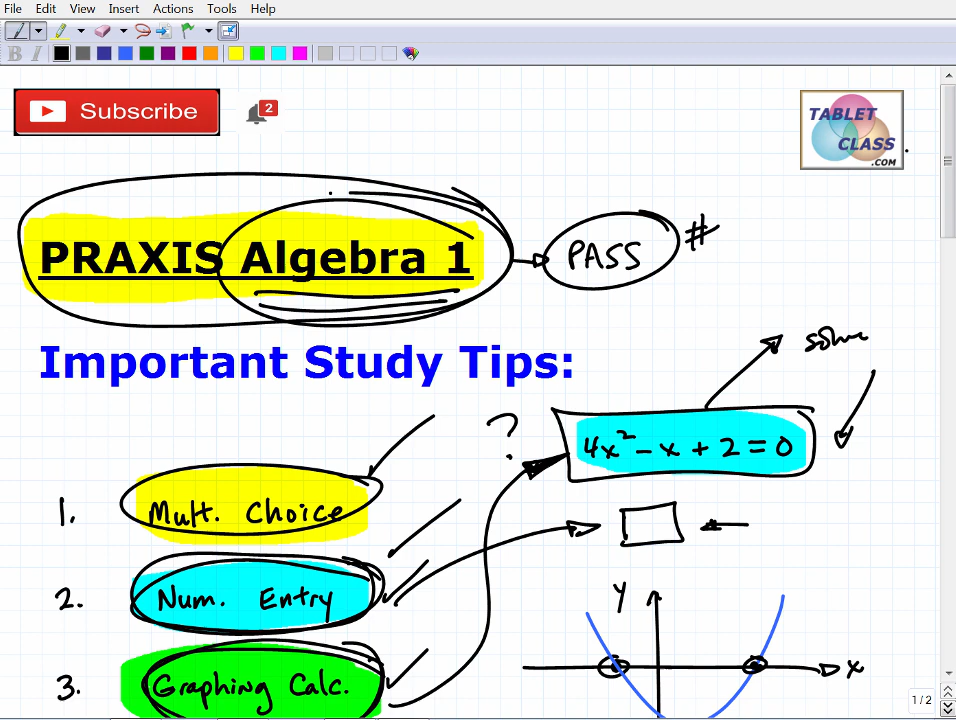 File Edit View Insert Actions Tools Help
B I
Subscribe 2
TABLET
CLASS
.COM
PRAXIS Algebra 1 PASS #
Important Study Tips: solve
? 4x² - x + 2 = 0
1. Mult. Choice
2. Num. Entry
y
x
3. Graphing Calc.
1 / 2